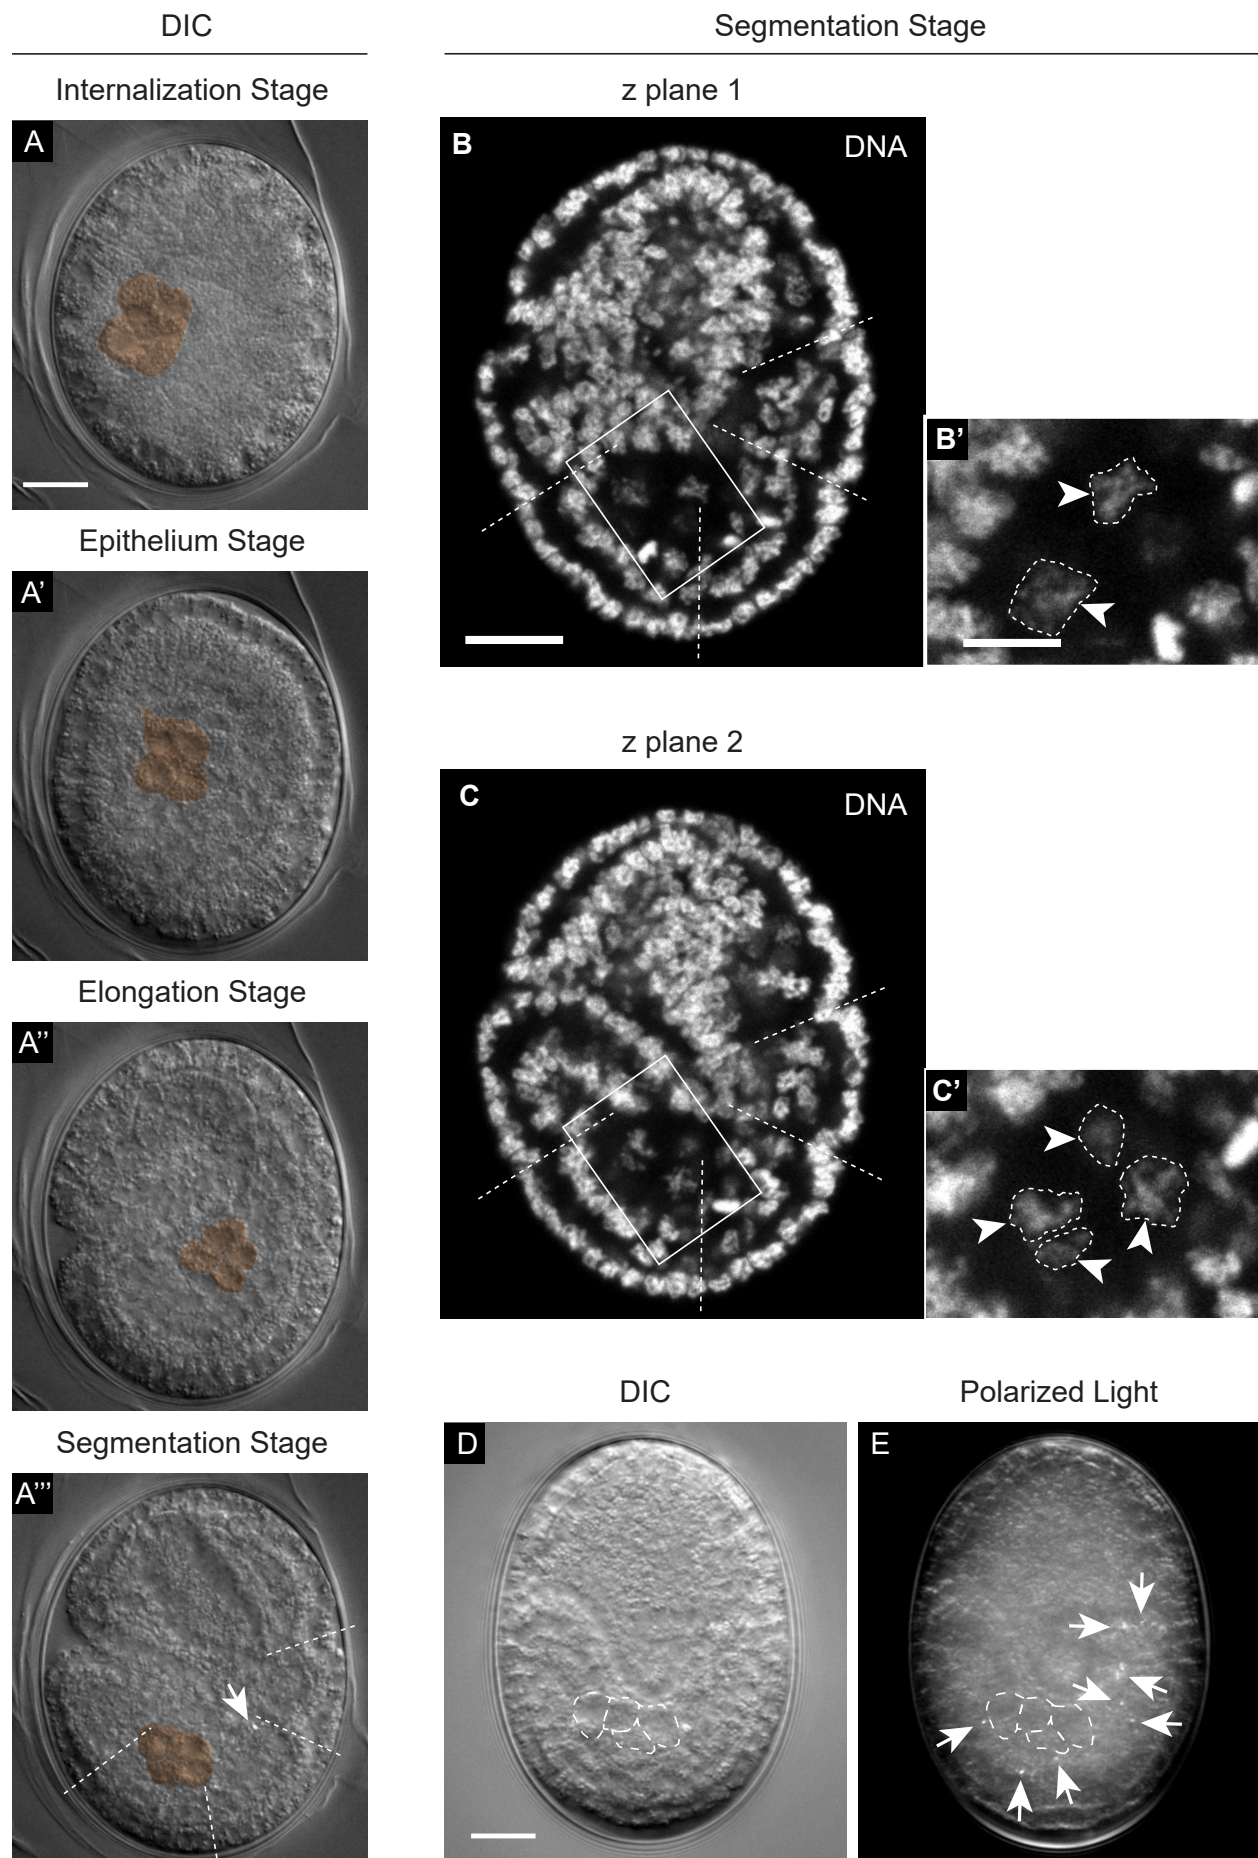 DIC
Segmentation Stage
Internalization Stage
z plane 1
A
B
DNA
B’
Epithelium Stage
A’
z plane 2
C
DNA
Elongation Stage
A’’
C’
DIC
Polarized Light
Segmentation Stage
A’’’
D
E